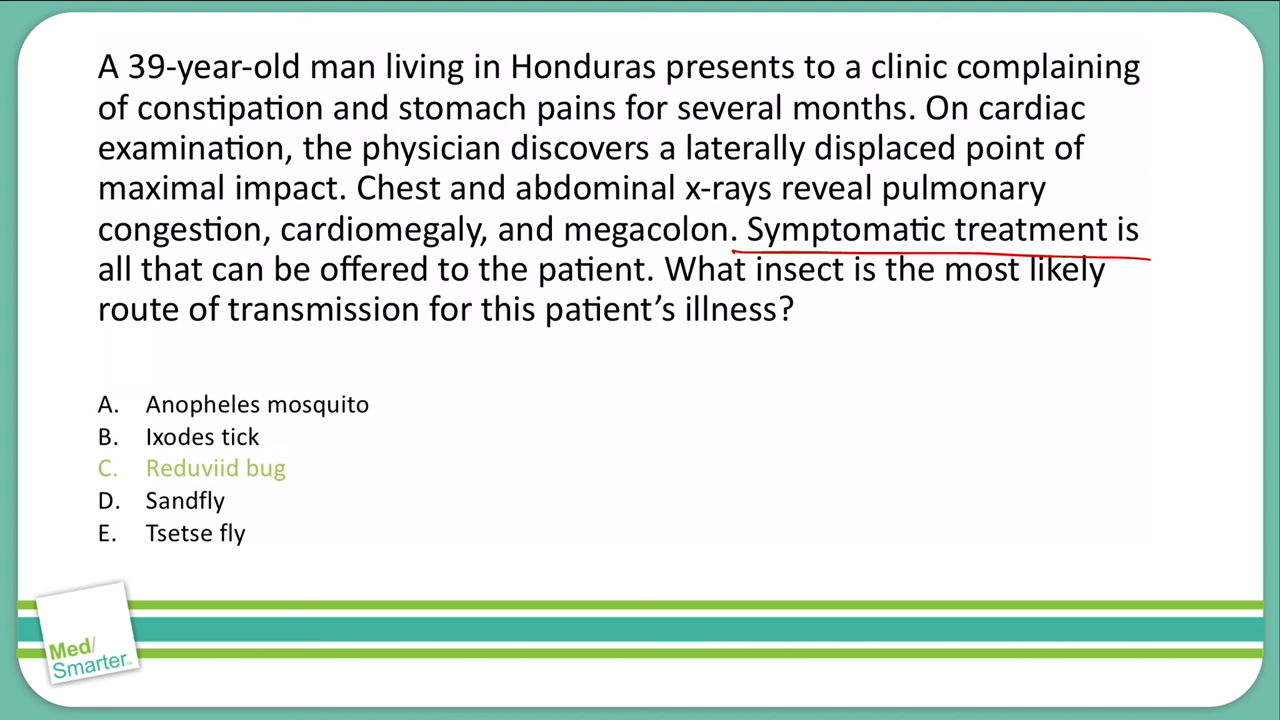 A 39-year-old man living in Honduras presents to a clinic complaining
of constipation and stomach pains for several months. On cardiac
examination, the physician discovers a laterally displaced point of
maximal impact. Chest and abdominal x-rays reveal pulmonary
congestion, cardiomegaly, and megacolon. Symptomatic treatment is
all that can be offered to the patient. What insect is the most likely
route of transmission for this patient’s illness?
A. Anopheles mosquito
B. Ixodes tick
C. Reduviid bug
D. Sandfly
E. Tsetse fly
Med/
Smarter™